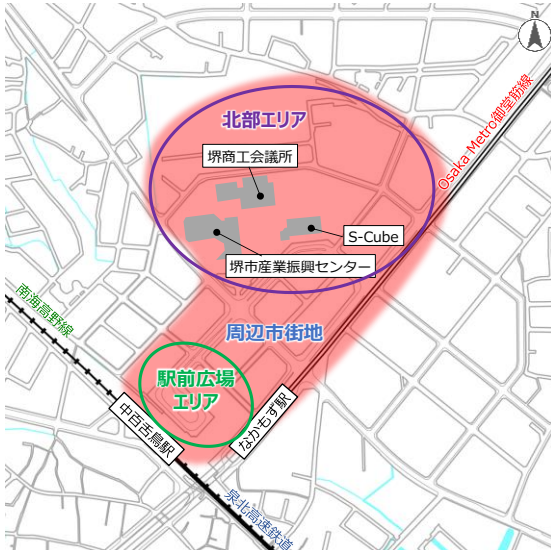 N
北部エリア
堺商工会議所
Osaka Metro御堂筋線
S-Cube
堺市産業振興センター
南海高野線
周辺市街地
駅前広場
エリア
中百舌鳥駅
なかもず駅
泉北高速鉄道